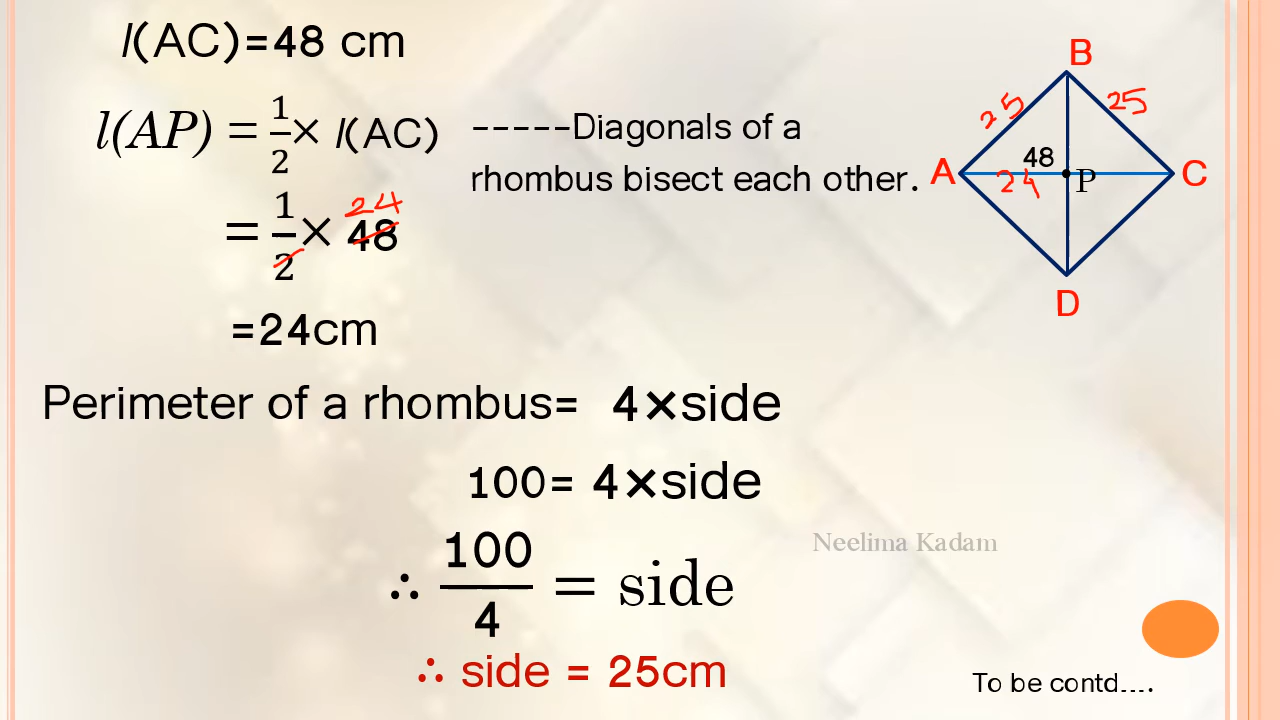 l(AC)=48 cm
l(AP) = 1/2 × l(AC) -----Diagonals of a
rhombus bisect each other.
= 1/2 × 48
24
=24cm
Perimeter of a rhombus= 4×side
100= 4×side
∴ 100/4 = side
∴ side = 25cm
B
25
25
A
48
24
P
C
D
Neelima Kadam
To be contd....